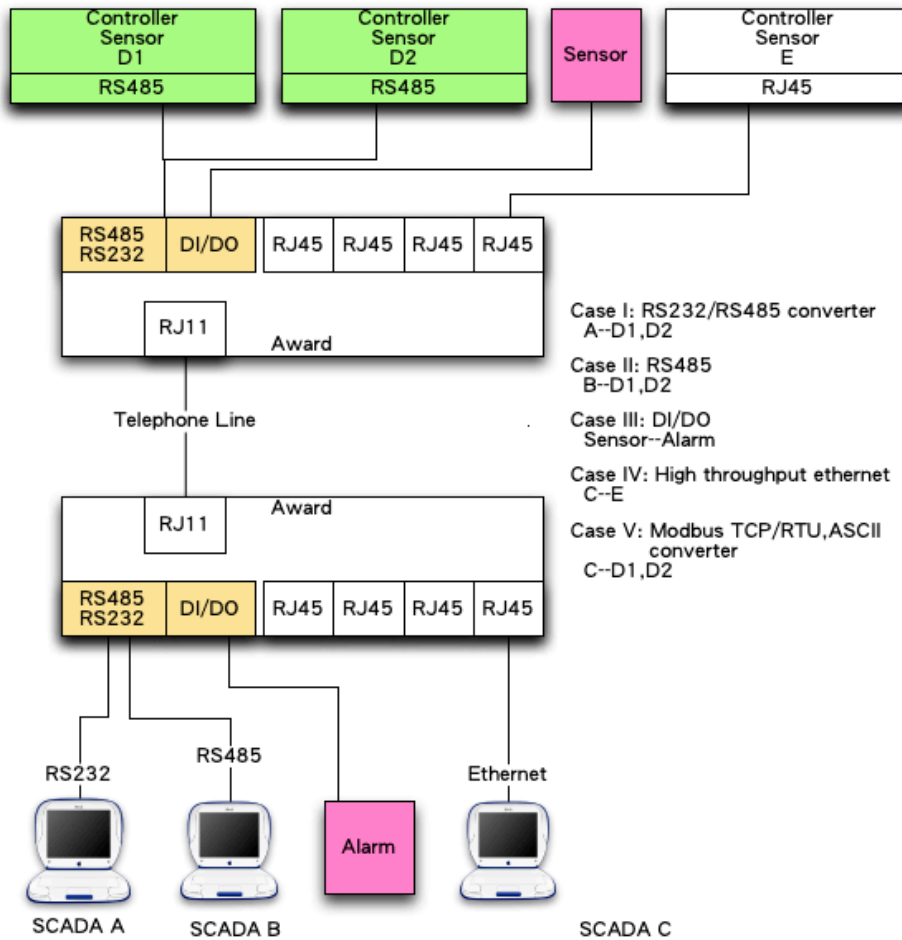 Controller
Sensor
D1
RS485
Controller
Sensor
D2
RS485
Sensor
Controller
Sensor
E
RJ45
RS485
RS232
DI/DO
RJ45
RJ45
RJ45
RJ45
RJ11
Award
Telephone Line
Case I: RS232/RS485 converter
A--D1,D2
Case II: RS485
B--D1,D2
Case III: DI/DO
Sensor--Alarm
Case IV: High throughput ethernet
C--E
Case V: Modbus TCP/RTU,ASCII
converter
C--D1,D2
RJ11
Award
RS485
RS232
DI/DO
RJ45
RJ45
RJ45
RJ45
RS232
RS485
Ethernet
Alarm
SCADA A
SCADA B
SCADA C